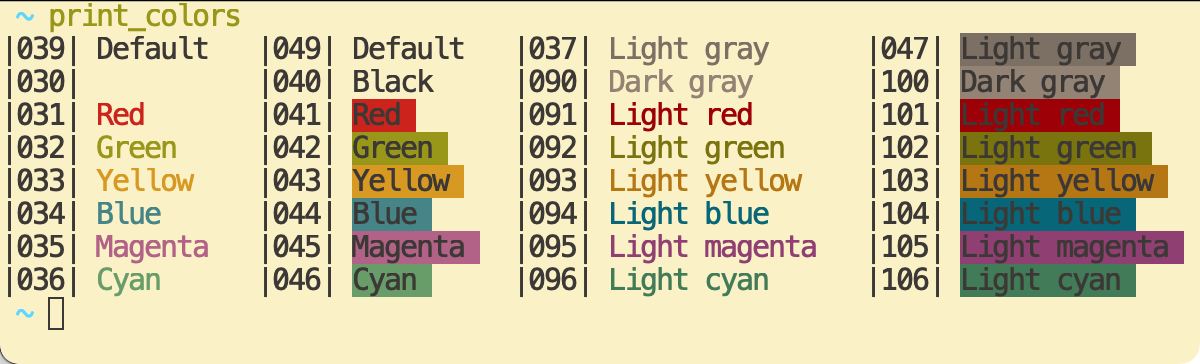 ~ print_colors
|039| Default |049| Default |037| Light gray |047| Light gray
|030| |040| Black |090| Dark gray |100| Dark gray
|031| Red |041| Red |091| Light red |101| Light red
|032| Green |042| Green |092| Light green |102| Light green
|033| Yellow |043| Yellow |093| Light yellow |103| Light yellow
|034| Blue |044| Blue |094| Light blue |104| Light blue
|035| Magenta |045| Magenta |095| Light magenta |105| Light magenta
|036| Cyan |046| Cyan |096| Light cyan |106| Light cyan
~